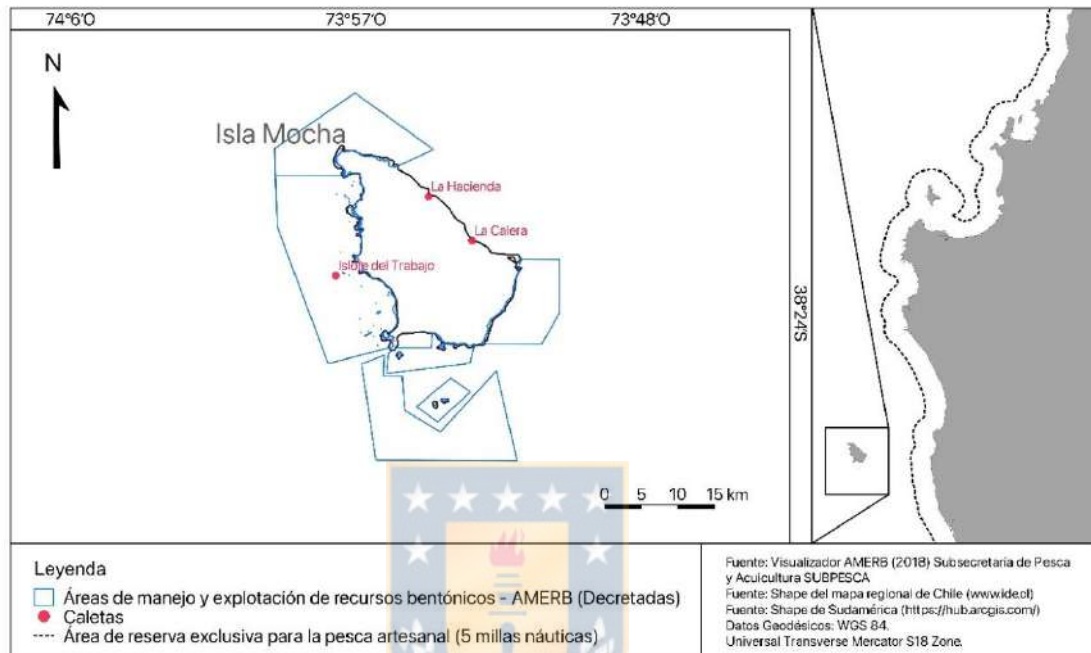 74°6'O 73°57'O 73°48'O
N
Isla Mocha
La Hacienda
La Calera
Islote del Trabajo
38°24'S
0 5 10 15 km
Leyenda
Áreas de manejo y explotación de recursos bentónicos - AMERB (Decretadas)
Caletas
Área de reserva exclusiva para la pesca artesanal (5 millas náuticas)
Fuente: Visualizador AMERB (2018) Subsecretaría de Pesca
y Acuicultura SUBPESCA
Fuente: Shape del mapa regional de Chile (www.ide.cl)
Fuente: Shape de Sudamérica (https://hub.arcgis.com/)
Datos Geodésicos: WGS 84.
Universal Transverse Mercator S18 Zone.